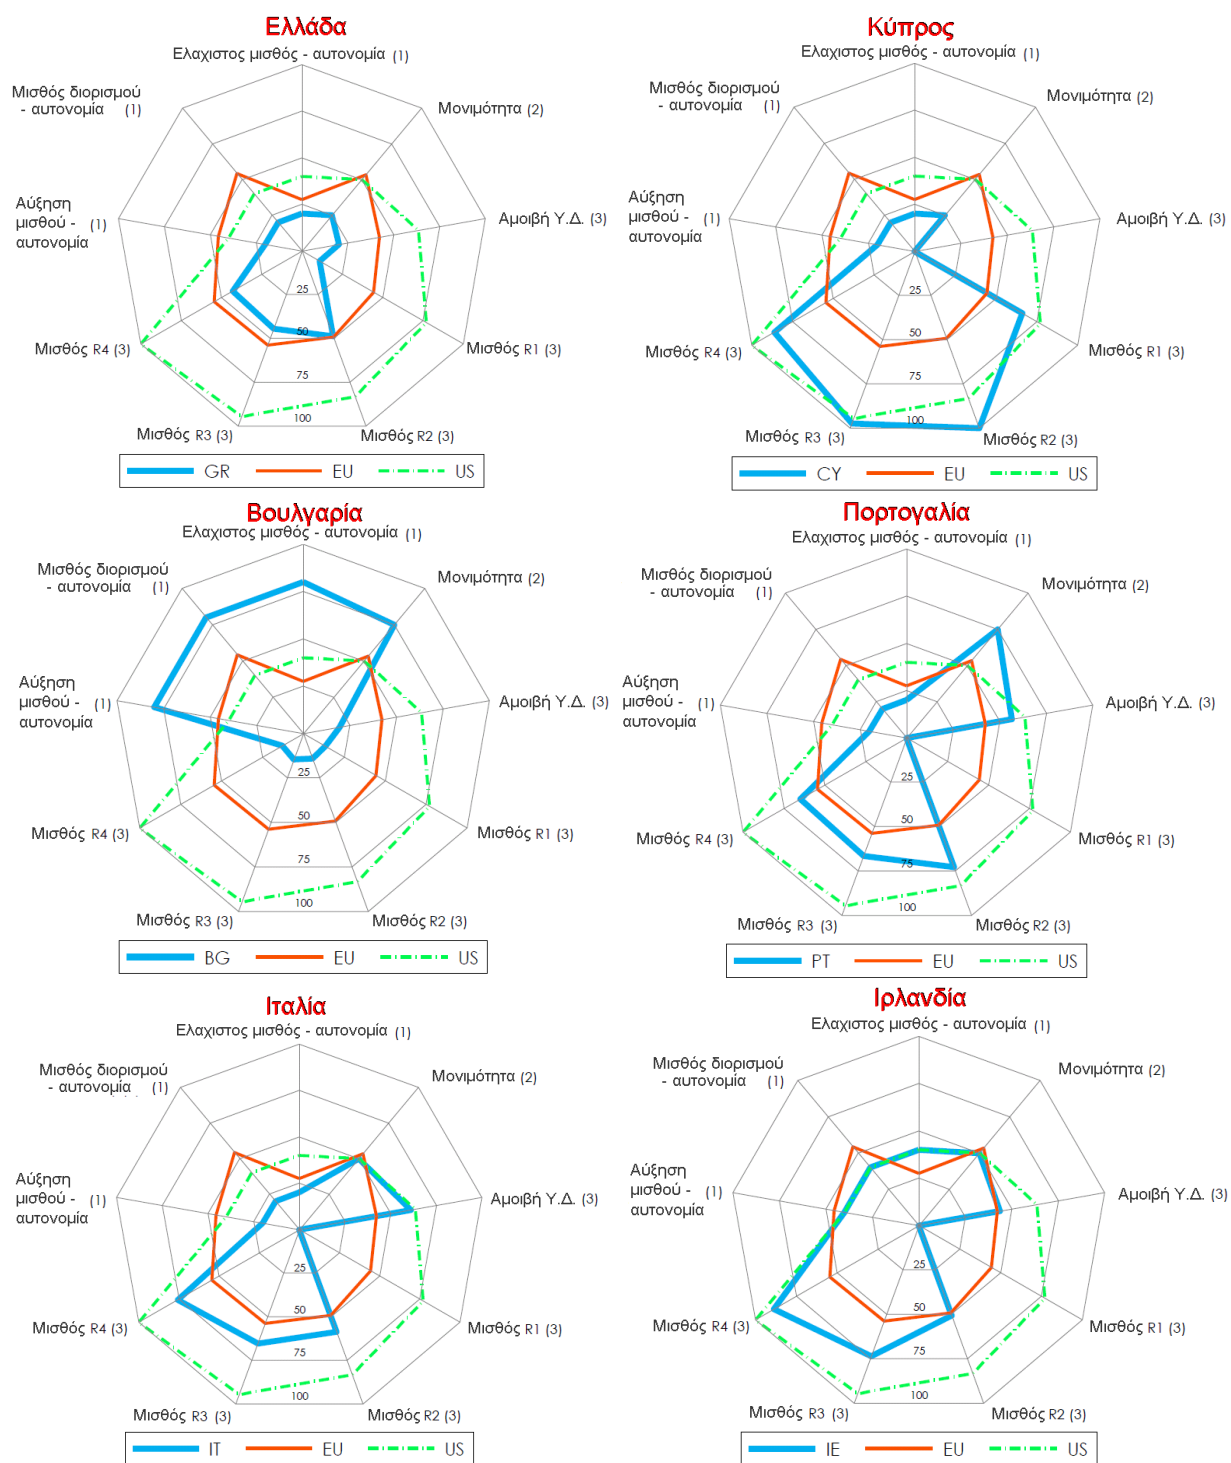 Ελλάδα
Ελαχιστος μισθός - αυτονομία (1)
Μονιμότητα (2)
Αμοιβή Υ.Δ. (3)
Μισθός R1 (3)
Μισθός R2 (3)
Μισθός R3 (3)
Μισθός R4 (3)
Αύξηση
μισθού - (1)
αυτονομία
Μισθός διορισμού
- αυτονομία (1)
25
50
75
100
GR EU US
Κύπρος
Ελαχιστος μισθός - αυτονομία (1)
Μονιμότητα (2)
Αμοιβή Υ.Δ. (3)
Μισθός R1 (3)
Μισθός R2 (3)
Μισθός R3 (3)
Μισθός R4 (3)
Αύξηση
μισθού - (1)
αυτονομία
Μισθός διορισμού
- αυτονομία (1)
25
50
75
100
CY EU US
Βουλγαρία
Ελαχιστος μισθός - αυτονομία (1)
Μονιμότητα (2)
Αμοιβή Υ.Δ. (3)
Μισθός R1 (3)
Μισθός R2 (3)
Μισθός R3 (3)
Μισθός R4 (3)
Αύξηση
μισθού - (1)
αυτονομία
Μισθός διορισμού
- αυτονομία (1)
25
50
75
100
BG EU US
Πορτογαλία
Ελαχιστος μισθός - αυτονομία (1)
Μονιμότητα (2)
Αμοιβή Υ.Δ. (3)
Μισθός R1 (3)
Μισθός R2 (3)
Μισθός R3 (3)
Μισθός R4 (3)
Αύξηση
μισθού - (1)
αυτονομία
Μισθός διορισμού
- αυτονομία (1)
25
50
75
100
PT EU US
Ιταλία
Ελαχιστος μισθός - αυτονομία (1)
Μονιμότητα (2)
Αμοιβή Υ.Δ. (3)
Μισθός R1 (3)
Μισθός R2 (3)
Μισθός R3 (3)
Μισθός R4 (3)
Αύξηση
μισθού - (1)
αυτονομία
Μισθός διορισμού
- αυτονομία (1)
25
50
75
100
IT EU US
Ιρλανδία
Ελαχιστος μισθός - αυτονομία (1)
Μονιμότητα (2)
Αμοιβή Υ.Δ. (3)
Μισθός R1 (3)
Μισθός R2 (3)
Μισθός R3 (3)
Μισθός R4 (3)
Αύξηση
μισθού - (1)
αυτονομία
Μισθός διορισμού
- αυτονομία (1)
25
50
75
100
IE EU US